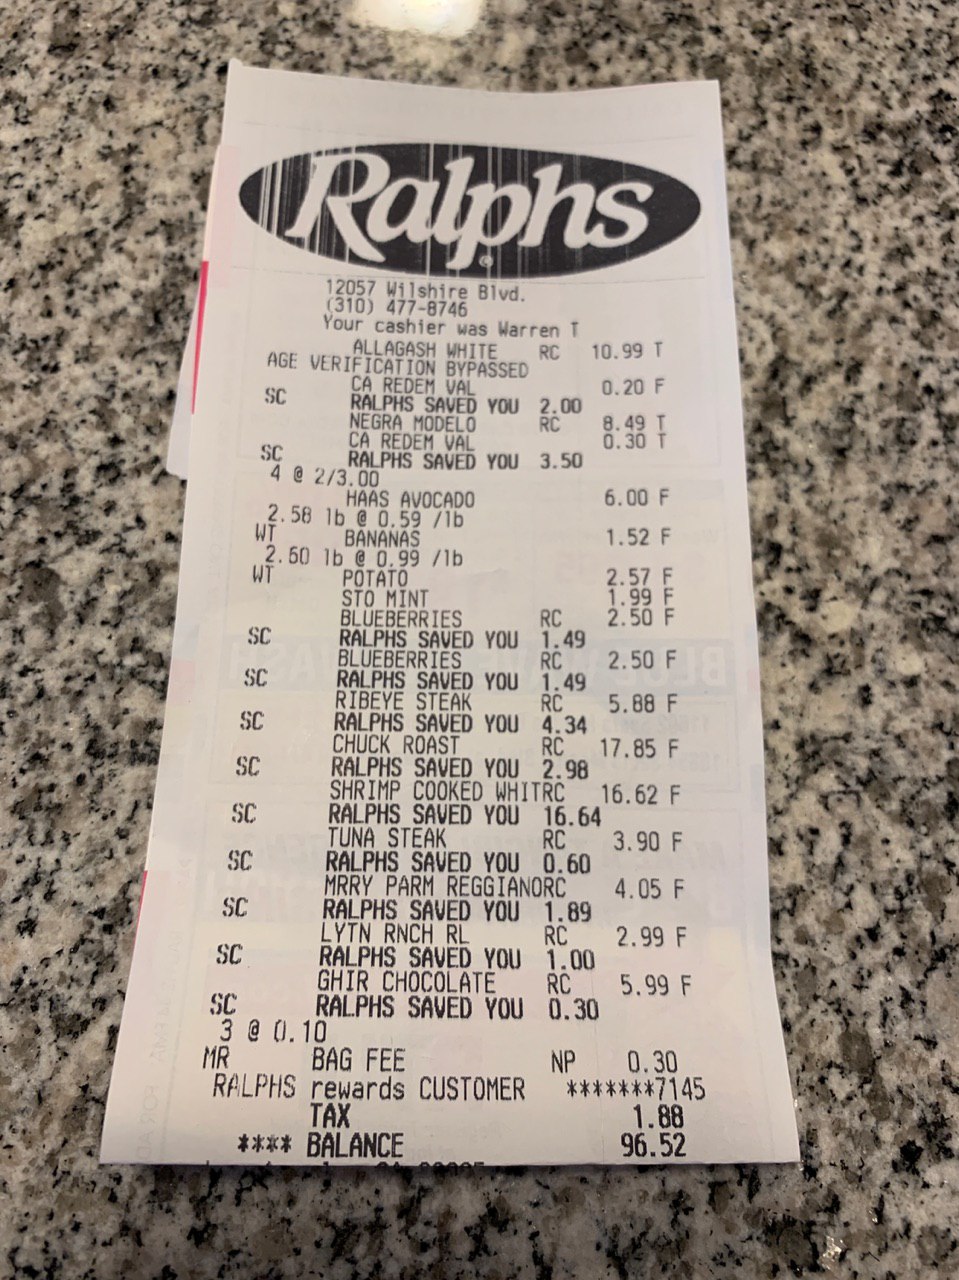 Ralphs
12057 Wilshire Blvd.
(310) 477-8746
Your cashier was Warren T
ALLAGASH WHITE RC 10.99 T
AGE VERIFICATION BYPASSED
CA REDEM VAL 0.20 F
SC RALPHS SAVED YOU 2.00
NEGRA MODELO RC 8.49 T
CA REDEM VAL 0.30 T
SC RALPHS SAVED YOU 3.50
4 @ 2/3.00
HAAS AVOCADO 6.00 F
2.58 lb @ 0.59 /lb
WT BANANAS 1.52 F
2.60 lb @ 0.99 /lb
WT POTATO 2.57 F
STO MINT 1.99 F
BLUEBERRIES RC 2.50 F
SC RALPHS SAVED YOU 1.49
BLUEBERRIES RC 2.50 F
SC RALPHS SAVED YOU 1.49
RIBEYE STEAK RC 5.88 F
SC RALPHS SAVED YOU 4.34
CHUCK ROAST RC 17.85 F
SC RALPHS SAVED YOU 2.98
SHRIMP COOKED WHITRC 16.62 F
SC RALPHS SAVED YOU 16.64
TUNA STEAK RC 3.90 F
SC RALPHS SAVED YOU 0.60
MRRY PARM REGGIANORC 4.05 F
SC RALPHS SAVED YOU 1.89
LYTN RNCH RL RC 2.99 F
SC RALPHS SAVED YOU 1.00
GHIR CHOCOLATE RC 5.99 F
SC RALPHS SAVED YOU 0.30
3 @ 0.10
MR BAG FEE NP 0.30
RALPHS rewards CUSTOMER *******7145
TAX 1.88
**** BALANCE 96.52